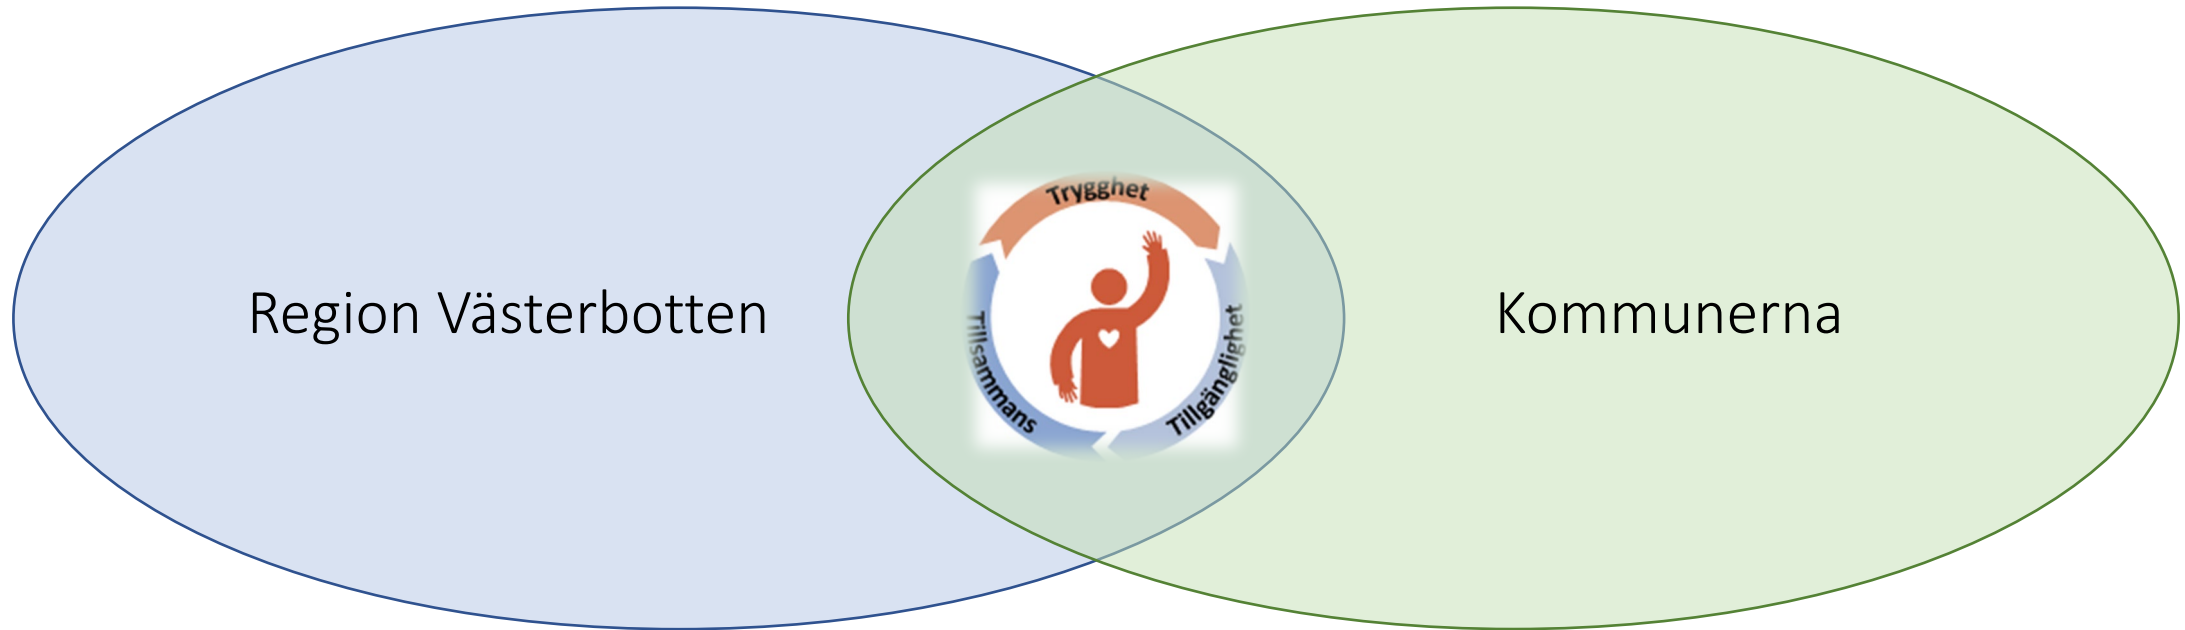 Region Västerbotten
Trygghet
Tillgänglighet
Tillsammans
Kommunerna